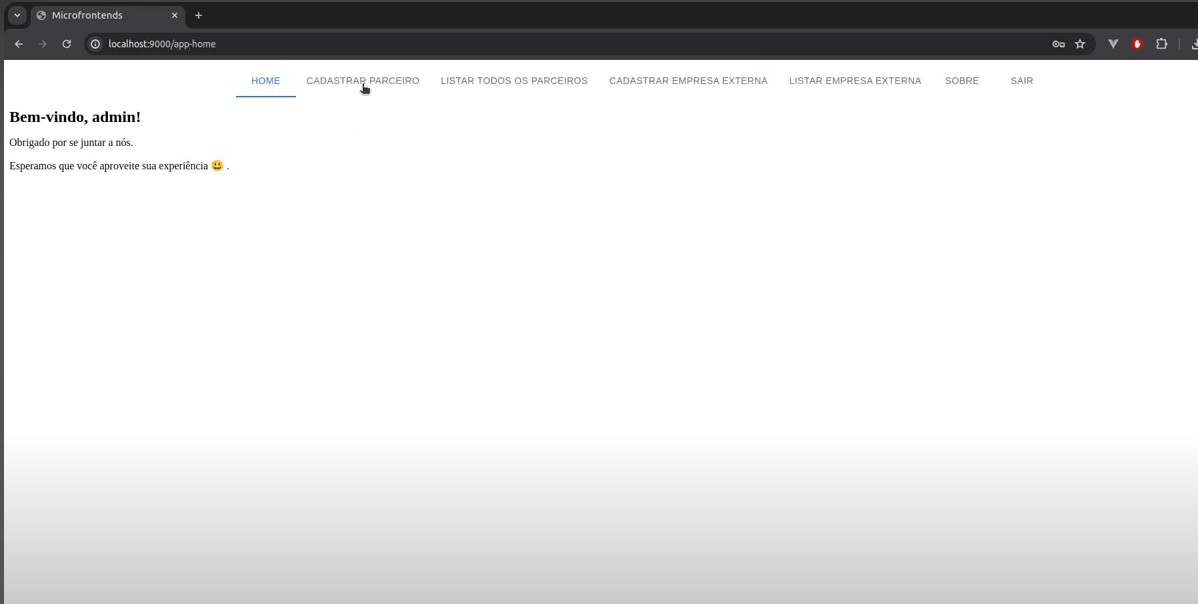 Microfrontends
localhost:9000/app-home
HOME CADASTRAR PARCEIRO LISTAR TODOS OS PARCEIROS CADASTRAR EMPRESA EXTERNA LISTAR EMPRESA EXTERNA SOBRE SAIR
Bem-vindo, admin!
Obrigado por se juntar a nós.
Esperamos que você aproveite sua experiência 😃 .